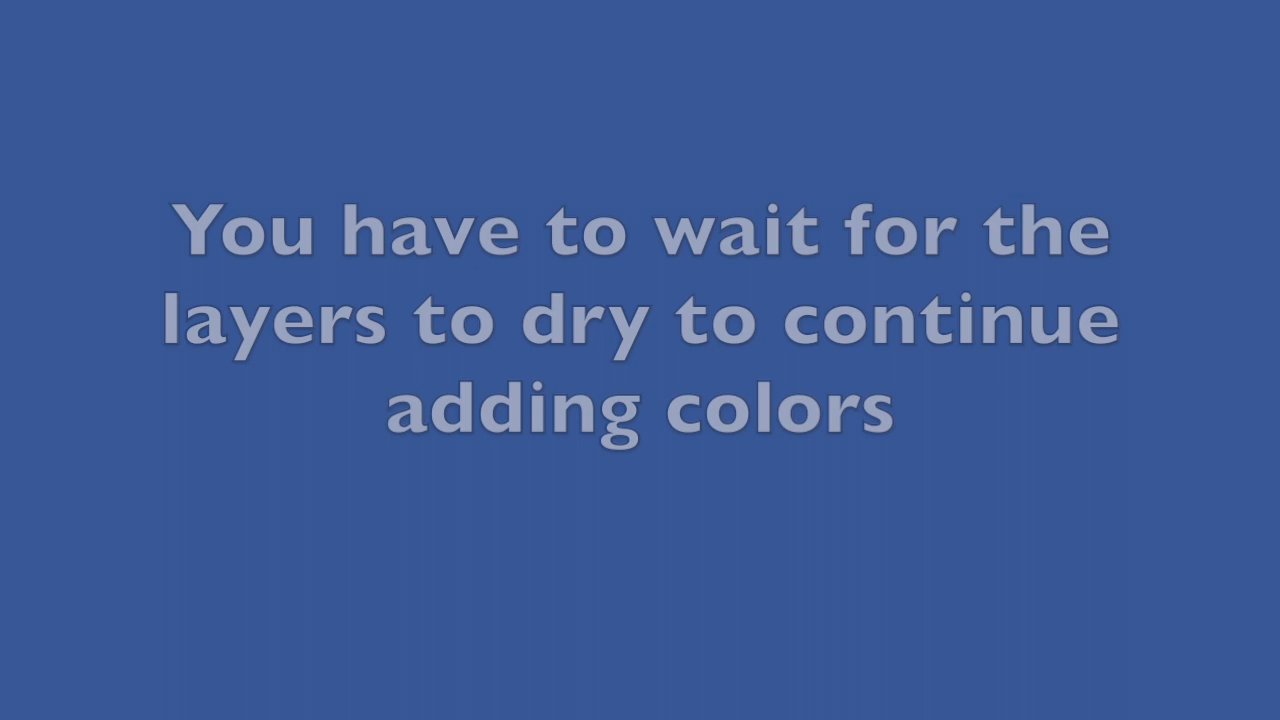 You have to wait for the
layers to dry to continue
adding colors